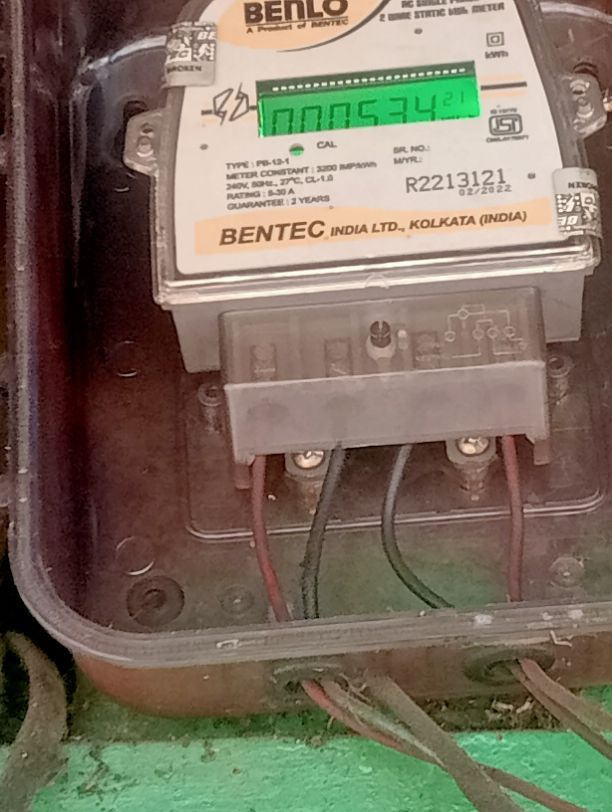 BENLO
A Product of BENTEC
AC SINGLE
2 WIRE STATIC kWh METER
kWh
000534 21
CAL
TYPE : PB-12-1
METER CONSTANT : 3200 IMP/kWh
240V, 50Hz., 27°C, CL-1.0
RATING : 5-30 A
GUARANTEE : 2 YEARS
SR. NO.:
M/YR.:
R2213121
02/2022
BENTEC INDIA LTD., KOLKATA (INDIA)